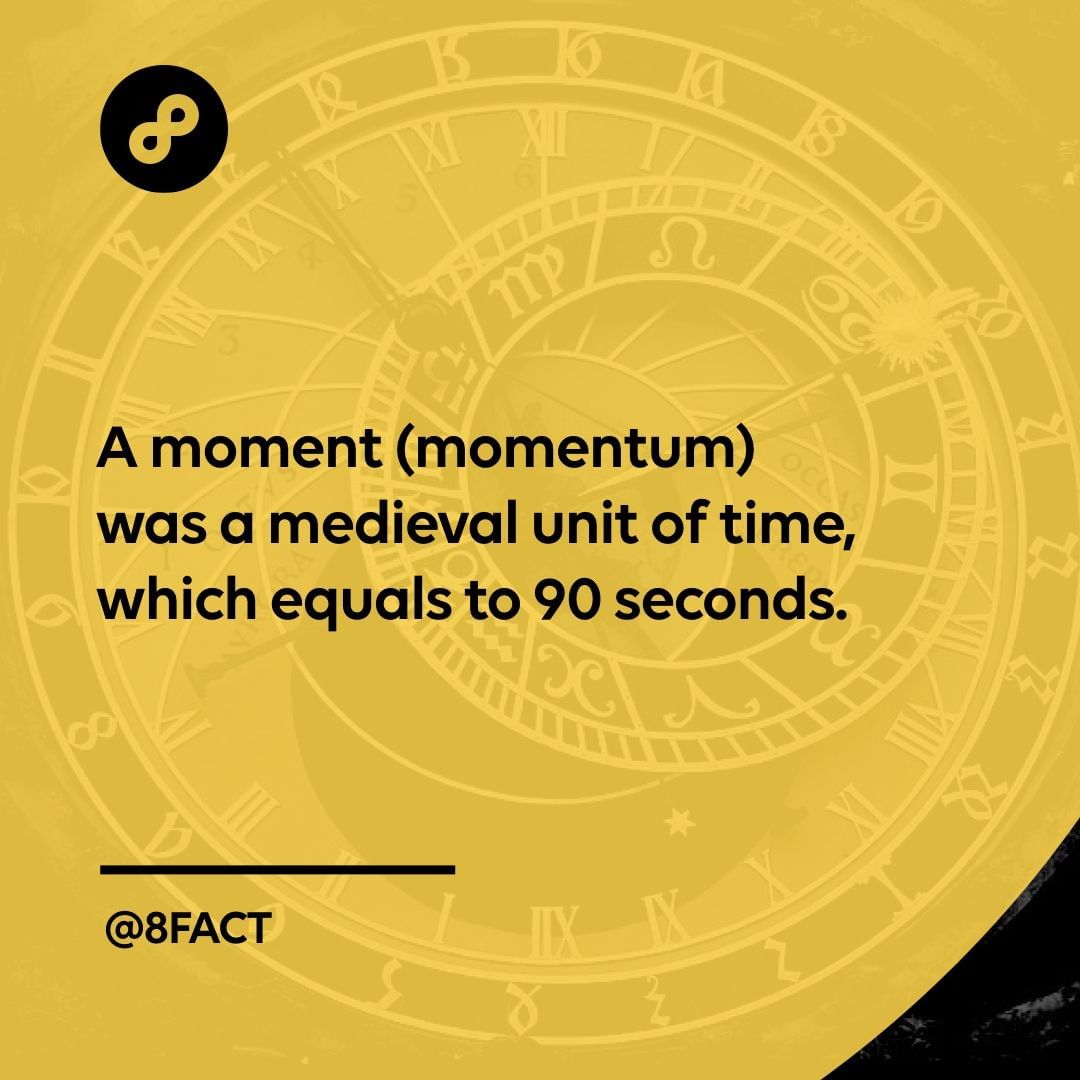 A moment (momentum)
was a medieval unit of time,
which equals to 90 seconds.
@8FACT